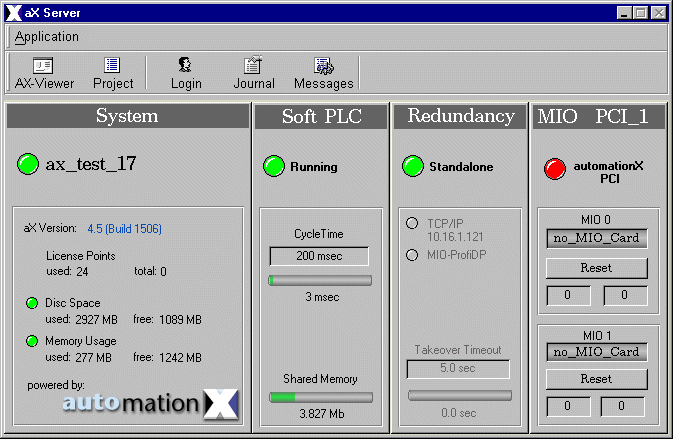 aX Server
Application
AX-Viewer Project Login Journal Messages
System
ax_test_17
aX Version: 4.5 (Build 1506)
License Points
used: 24 total: 0
Disc Space
used: 2927 MB free: 1089 MB
Memory Usage
used: 277 MB free: 1242 MB
powered by:
automation X
Soft PLC
Running
CycleTime
200 msec
3 msec
Shared Memory
3.827 Mb
Redundancy
Standalone
TCP/IP
10.16.1.121
MIO-ProfiDP
Takeover Timeout
5.0 sec
0.0 sec
MIO PCI_1
automationX
PCI
MIO 0
no_MIO_Card
Reset
0 0
MIO 1
no_MIO_Card
Reset
0 0